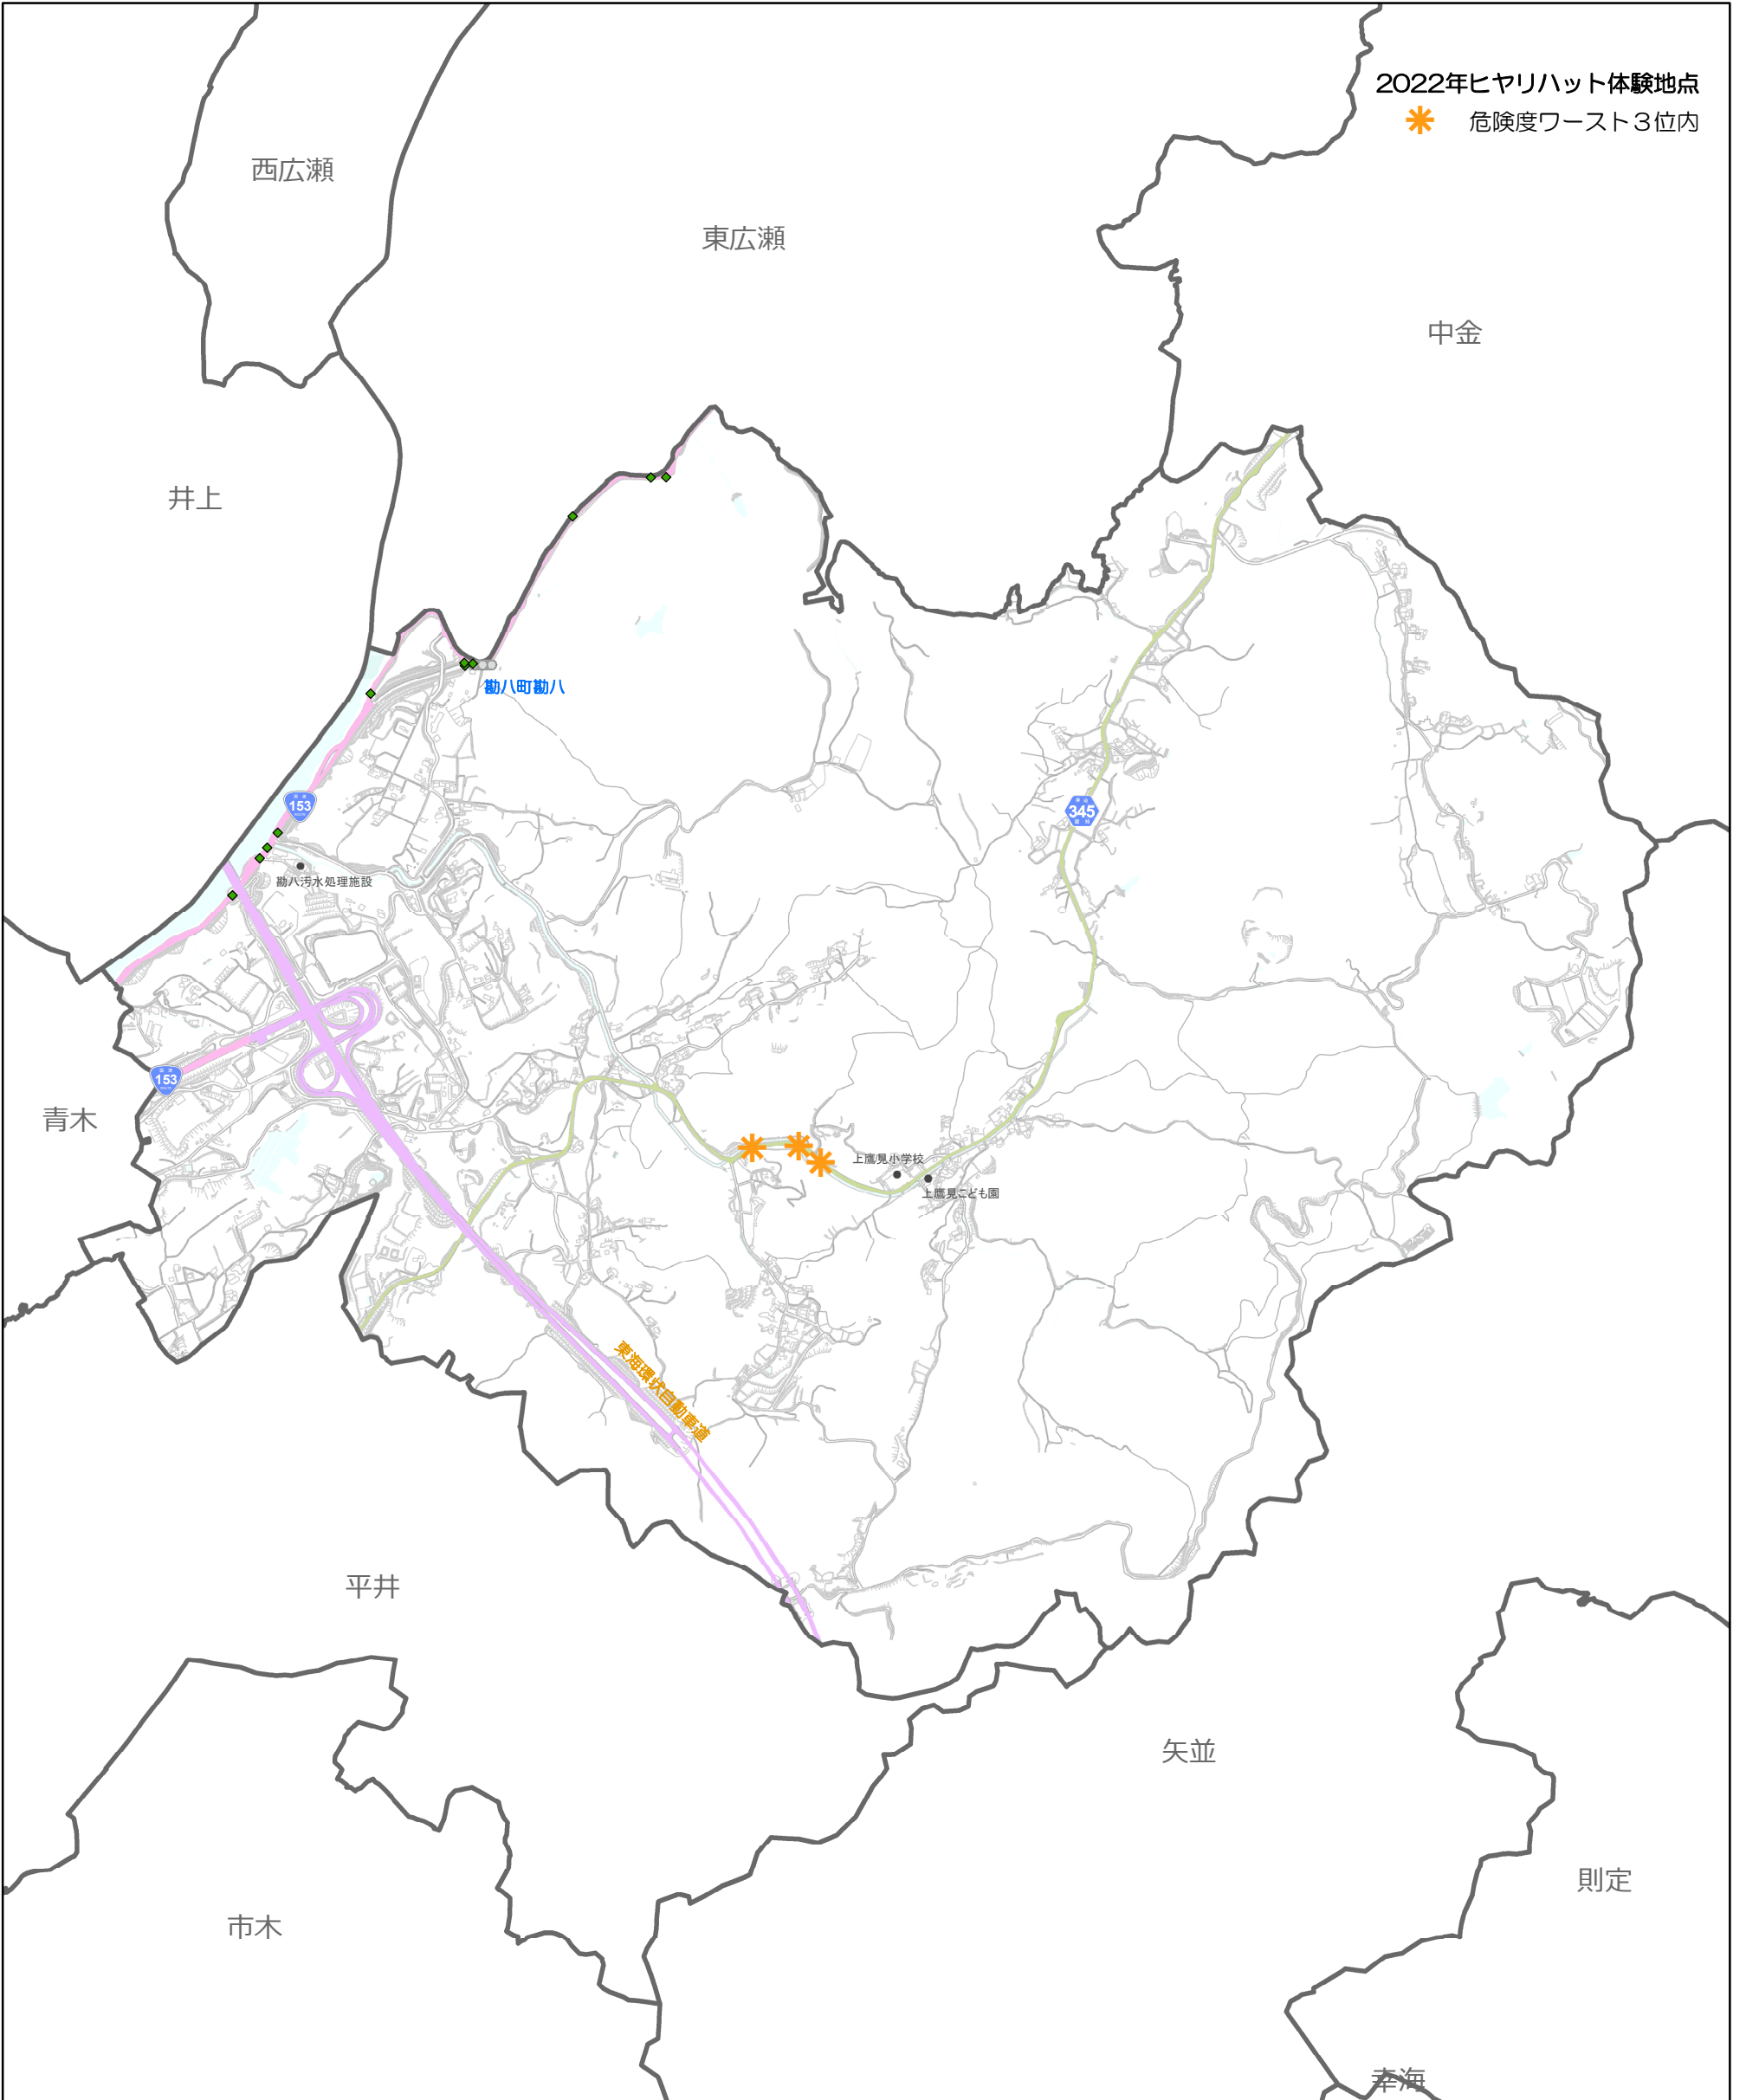 2022年ヒヤリハット体験地点
危険度ワースト３位内
西広瀬
東広瀬
中金
井上
勘八町勘八
153
345
勘八汚水処理施設
153
青木
上鷹見小学校
上鷹見こども園
東海環状自動車道
平井
矢並
則定
市木
幸海